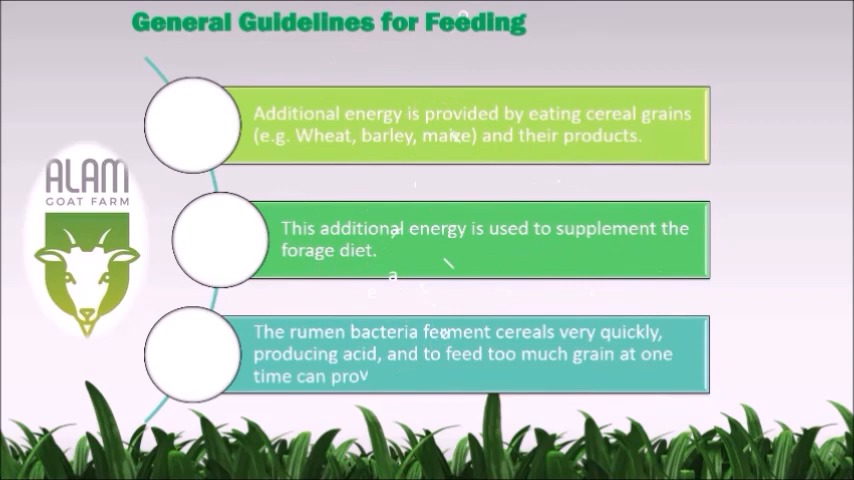 General Guidelines for Feeding
Additional energy is provided by eating cereal grains
(e.g. Wheat, barley, maize) and their products.
ALAM
GOAT FARM
This additional energy is used to supplement the
forage diet.
The rumen bacteria ferment cereals very quickly,
producing acid, and to feed too much grain at one
time can prov